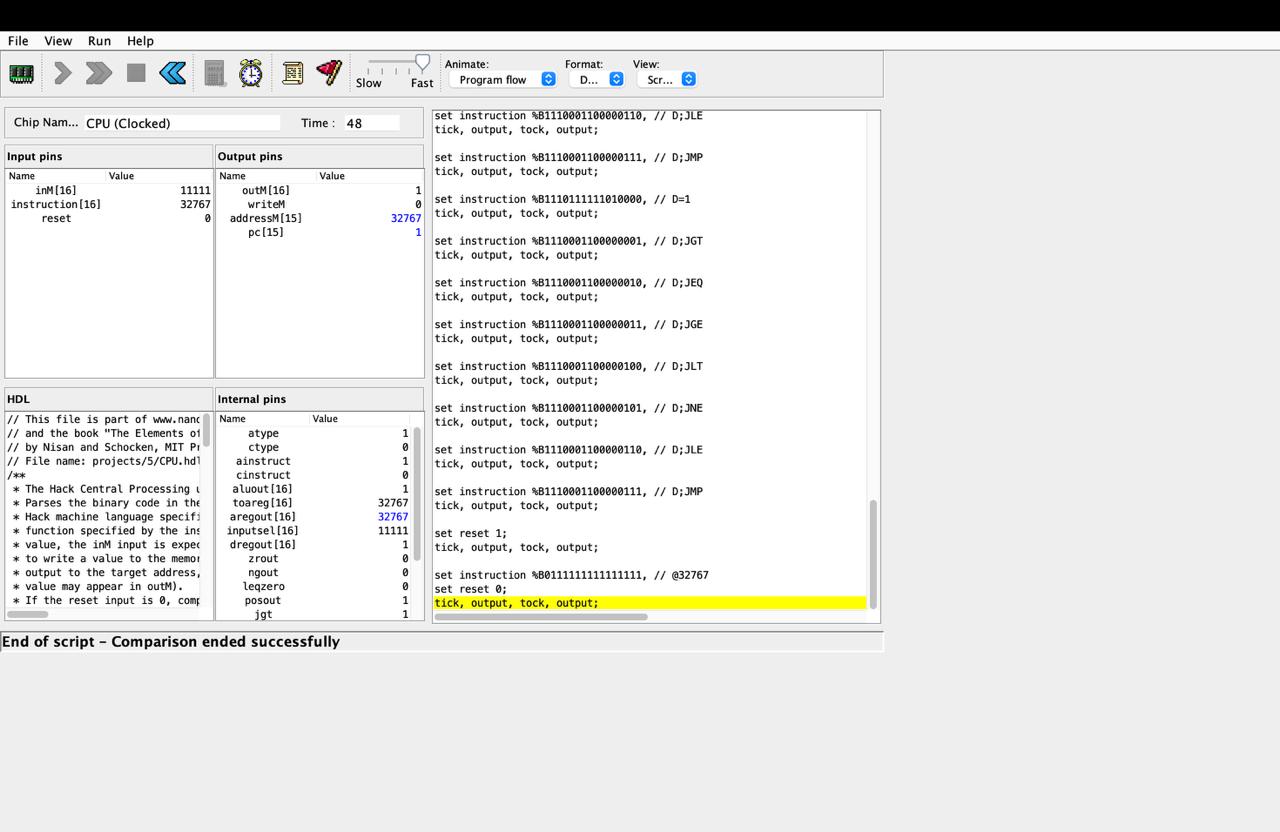 File View Run Help
Slow Fast
Animate:
Program flow
Format:
D...
View:
Scr...
Chip Nam... CPU (Clocked) Time : 48
Input pins
Name Value
inM[16] 11111
instruction[16] 32767
reset 0
Output pins
Name Value
outM[16] 1
writeM 0
addressM[15] 32767
pc[15] 1
HDL
// This file is part of www.nand
// and the book "The Elements of
// by Nisan and Schocken, MIT Pr
// File name: projects/5/CPU.hdl
/**
* The Hack Central Processing u
* Parses the binary code in the
* Hack machine language specifi
* function specified by the ins
* value, the inM input is expec
* to write a value to the memor
* output to the target address,
* value may appear in outM).
* If the reset input is 0, comp
Internal pins
Name Value
atype 1
ctype 0
ainstruct 1
cinstruct 0
aluout[16] 1
toareg[16] 32767
aregout[16] 32767
inputsel[16] 11111
dregout[16] 1
zrout 0
ngout 0
leqzero 0
posout 1
jgt 1
set instruction %B1110001100000110, // D;JLE
tick, output, tock, output;
set instruction %B1110001100000111, // D;JMP
tick, output, tock, output;
set instruction %B1110111111010000, // D=1
tick, output, tock, output;
set instruction %B1110001100000001, // D;JGT
tick, output, tock, output;
set instruction %B1110001100000010, // D;JEQ
tick, output, tock, output;
set instruction %B1110001100000011, // D;JGE
tick, output, tock, output;
set instruction %B1110001100000100, // D;JLT
tick, output, tock, output;
set instruction %B1110001100000101, // D;JNE
tick, output, tock, output;
set instruction %B1110001100000110, // D;JLE
tick, output, tock, output;
set instruction %B1110001100000111, // D;JMP
tick, output, tock, output;
set reset 1;
tick, output, tock, output;
set instruction %B0111111111111111, // @32767
set reset 0;
tick, output, tock, output;
End of script – Comparison ended successfully